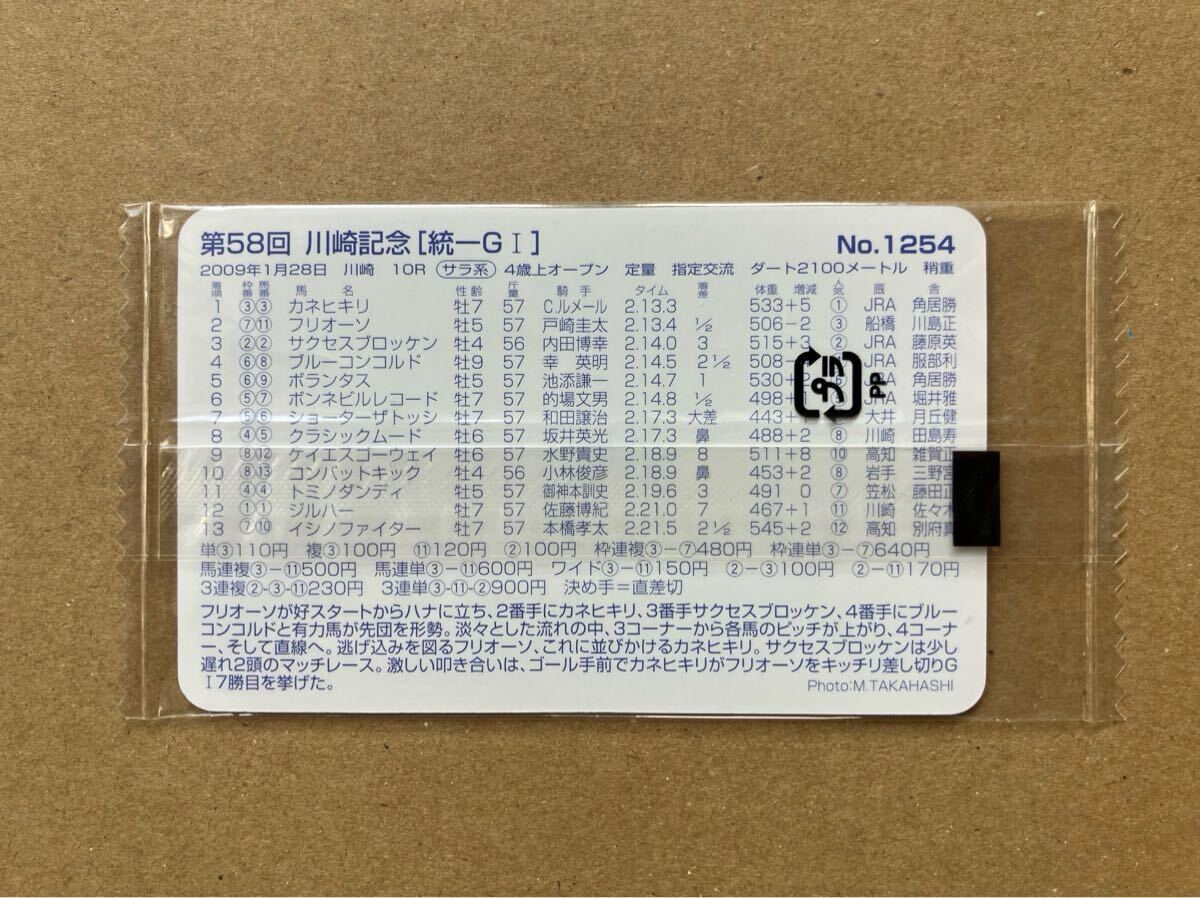 第58回 川崎記念[統一GⅠ] No.1254
2009年1月28日 川崎 10R サラ系 4歳上オープン 定量 指定交流 ダート2100メートル 稍重
着順 枠番 馬番 馬名 性齢 斤量 騎手 タイム 着差 体重 増減 人気 厩舎
1 ③③ カネヒキリ 牡7 57 C.ルメール 2.13.3 533+5 ① JRA 角居勝
2 ⑦⑪ フリオーソ 牡5 57 戸崎圭太 2.13.4 1/2 506-2 ③ 船橋 川島正
3 ②② サクセスブロッケン 牡4 56 内田博幸 2.14.0 3 515+3 ② JRA 藤原英
4 ⑥⑧ ブルーコンコルド 牡9 57 幸英明 2.14.5 2 1/2 508- JRA 服部利
5 ⑥⑨ ボランタス 牡5 57 池添謙一 2.14.7 1 530+2 JRA 角居勝
6 ⑤⑦ ボンネビルレコード 牡7 57 的場文男 2.14.8 1/2 498+ JRA 堀井雅
7 ⑤⑥ ショーターザトッシ 牡7 57 和田譲治 2.17.3 大差 443+ 大井 月丘健
8 ④⑤ クラシックムード 牡6 57 坂井英光 2.17.3 鼻 488+2 ⑧ 川崎 田島寿
9 ⑧⑫ ケイエスゴーウェイ 牡6 57 水野貴史 2.18.9 8 511+8 ⑩ 高知 雑賀正
10 ⑧⑬ コンバットキック 牡4 56 小林俊彦 2.18.9 鼻 453+2 ⑧ 岩手 三野宮
11 ④④ トミノダンディ 牡5 57 御神本訓史 2.19.6 3 491 0 ⑦ 笠松 藤田正
12 ①① ジルハー 牡7 57 佐藤博紀 2.21.0 7 467+1 ⑪ 川崎 佐々木
13 ⑦⑩ イシノファイター 牡7 57 本橋孝太 2.21.5 2 1/2 545+2 ⑫ 高知 別府真
単③110円 複③100円 ⑪120円 ②100円 枠連複③-⑦480円 枠連単③-⑦640円
馬連複③-⑪500円 馬連単③-⑪600円 ワイド③-⑪150円 ②-③100円 ②-⑪170円
3連複②-③-⑪230円 3連単③-⑪-②900円 決め手=直差切
フリオーソが好スタートからハナに立ち、2番手にカネヒキリ、3番手サクセスブロッケン、4番手にブルー
コンコルドと有力馬が先団を形勢。淡々とした流れの中、3コーナーから各馬のピッチが上がり、4コーナ
ー、そして直線へ。逃げ込みを図るフリオーソ、これに並びかけるカネヒキリ。サクセスブロッケンは少し
遅れ2頭のマッチレース。激しい叩き合いは、ゴール手前でカネヒキリがフリオーソをキッチリ差し切りG
Ⅰ7勝目を挙げた。 Photo:M.TAKAHASHI
プラ
PP